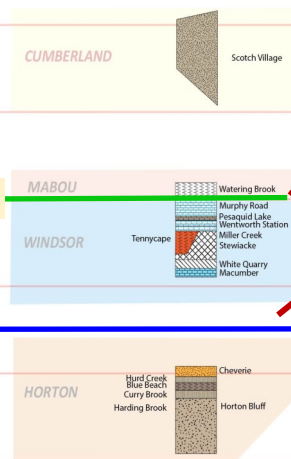 CUMBERLAND
Scotch Village
MABOU
Watering Brook
Murphy Road
Pesaquid Lake
Wentworth Station
WINDSOR
Tennycape
Miller Creek
Stewiacke
White Quarry
Macumber
Cheverie
Hurd Creek
Blue Beach
HORTON
Curry Brook
Harding Brook
Horton Bluff